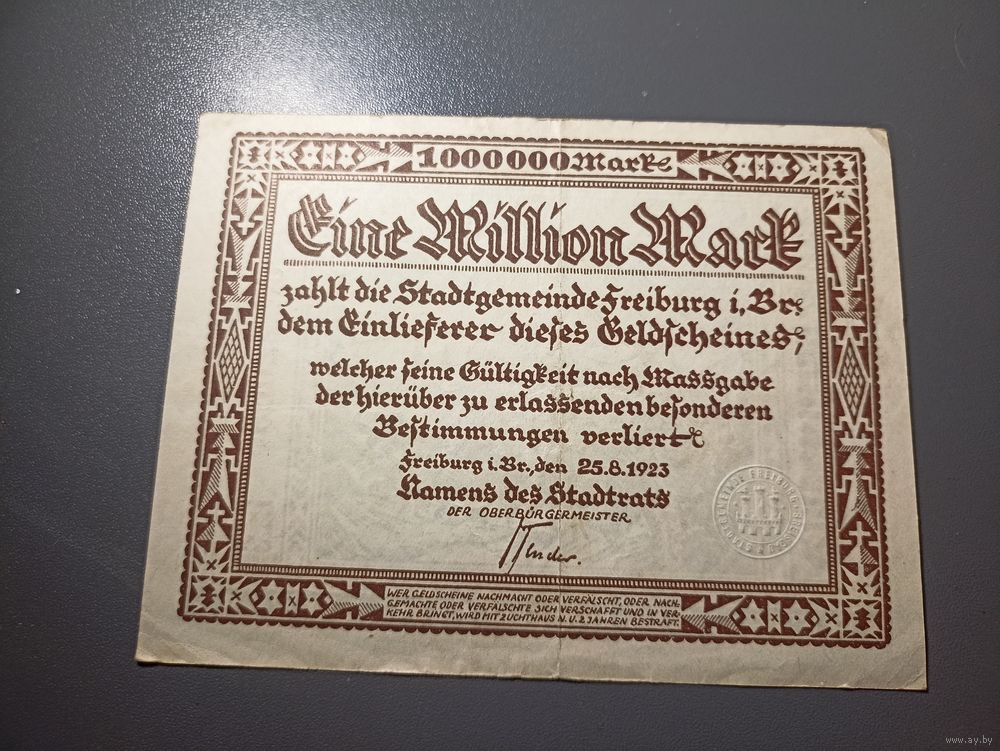 1000000 Mark
Eine Million Mark
zahlt die Stadtgemeinde Freiburg i. Br.
dem Einlieferer dieses Geldscheines,
welcher seine Gültigkeit nach Massgabe
der hierüber zu erlassenden besonderen
Bestimmungen verliert
Freiburg i. Br., den 25.8.1923
Namens des Stadtrats
DER OBERBÜRGERMEISTER
WER GELDSCHEINE NACHMACHT ODER VERFÄLSCHT, ODER NACH-
GEMACHTE ODER VERFÄLSCHTE SICH VERSCHAFFT UND IN VER-
KEHR BRINGT, WIRD MIT ZUCHTHAUS N. U. 2 JAHREN BESTRAFT.
www.ay.by